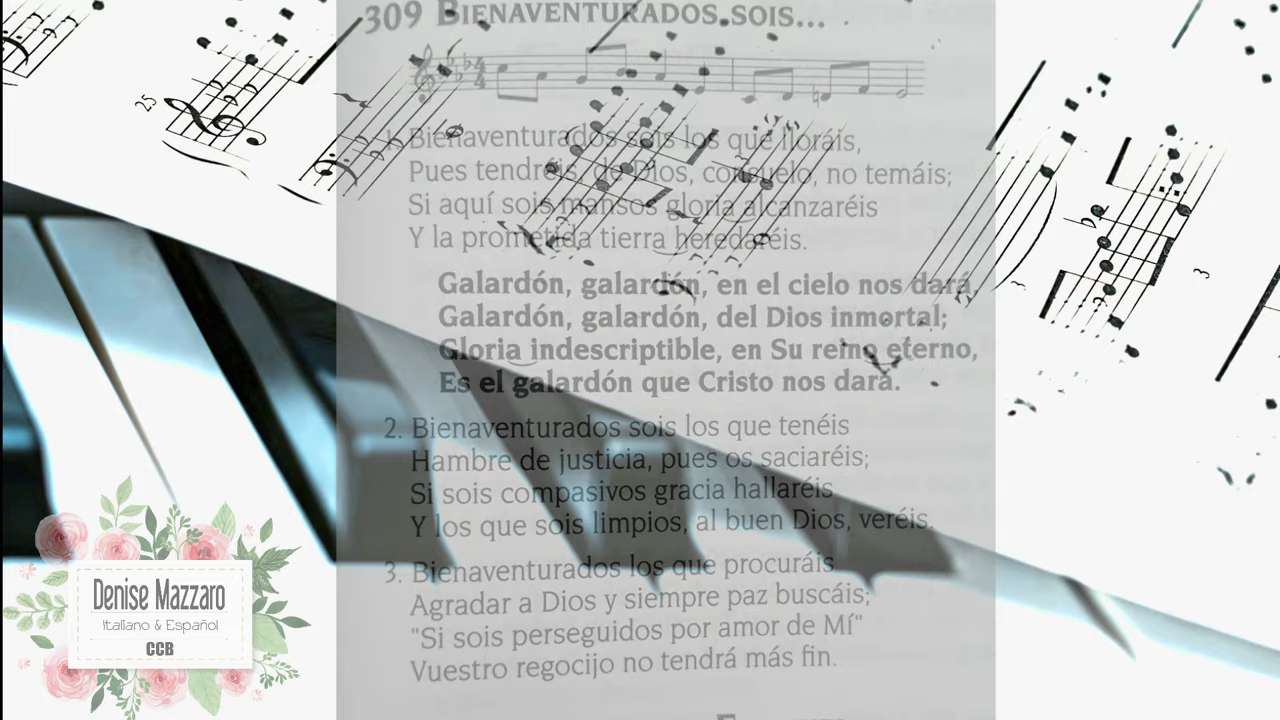 309 BIENAVENTURADOS SOIS...
1. Bienaventurados sois los que lloráis,
Pues tendréis, de Dios, consuelo, no temáis;
Si aquí sois mansos gloria alcanzaréis
Y la prometida tierra heredaréis.
Galardón, galardón, en el cielo nos dará,
Galardón, galardón, del Dios inmortal;
Gloria indescriptible, en Su reino eterno,
Es el galardón que Cristo nos dará.
2. Bienaventurados sois los que tenéis
Hambre de justicia, pues os saciaréis;
Si sois compasivos gracia hallaréis
Y los que sois limpios, al buen Dios, veréis.
3. Bienaventurados los que procuráis
Agradar a Dios y siempre paz buscáis;
"Si sois perseguidos por amor de Mí"
Vuestro regocijo no tendrá más fin.
25
3
3
Denise Mazzaro
Italiano & Español
CCB